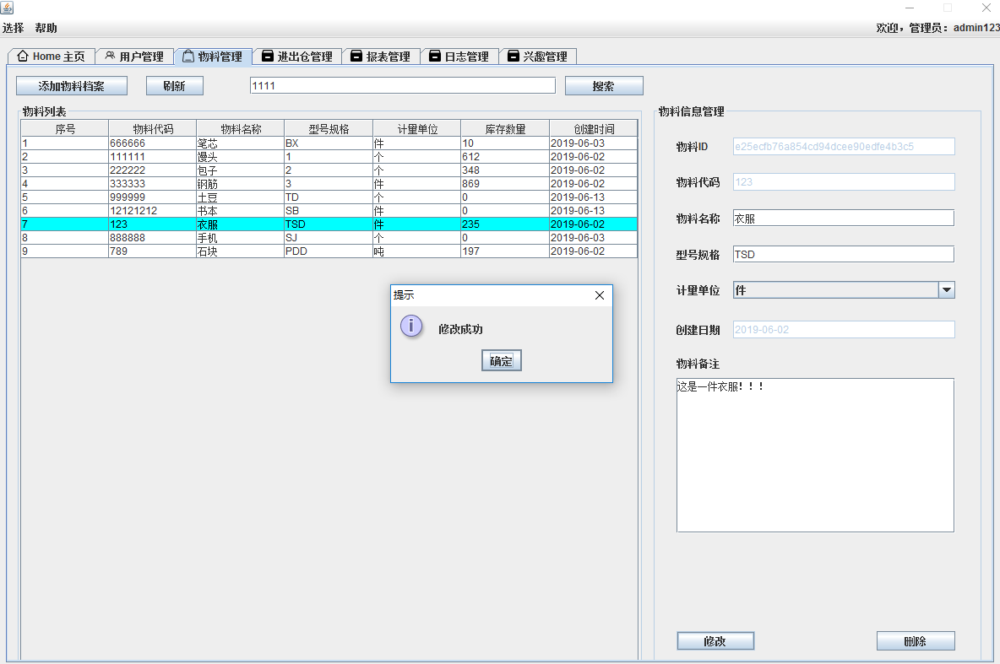 选择 帮助 欢迎，管理员：admin123
Home 主页 用户管理 物料管理 进出仓管理 报表管理 日志管理 兴趣管理
添加物料档案 刷新 1111 搜索
物料列表
序号 物料代码 物料名称 型号规格 计量单位 库存数量 创建时间
1 666666 笔芯 BX 件 10 2019-06-03
2 111111 馒头 1 个 612 2019-06-02
3 222222 包子 2 个 348 2019-06-02
4 333333 钢筋 3 件 869 2019-06-02
5 999999 土豆 TD 个 0 2019-06-13
6 12121212 书本 SB 件 0 2019-06-13
7 123 衣服 TSD 件 235 2019-06-02
8 888888 手机 SJ 个 0 2019-06-03
9 789 石块 PDD 吨 197 2019-06-02
提示
修改成功
确定
物料信息管理
物料ID e25ecfb76a854cd94dcee90edfe4b3c5
物料代码 123
物料名称 衣服
型号规格 TSD
计量单位 件
创建日期 2019-06-02
物料备注
这是一件衣服！！！
修改 删除